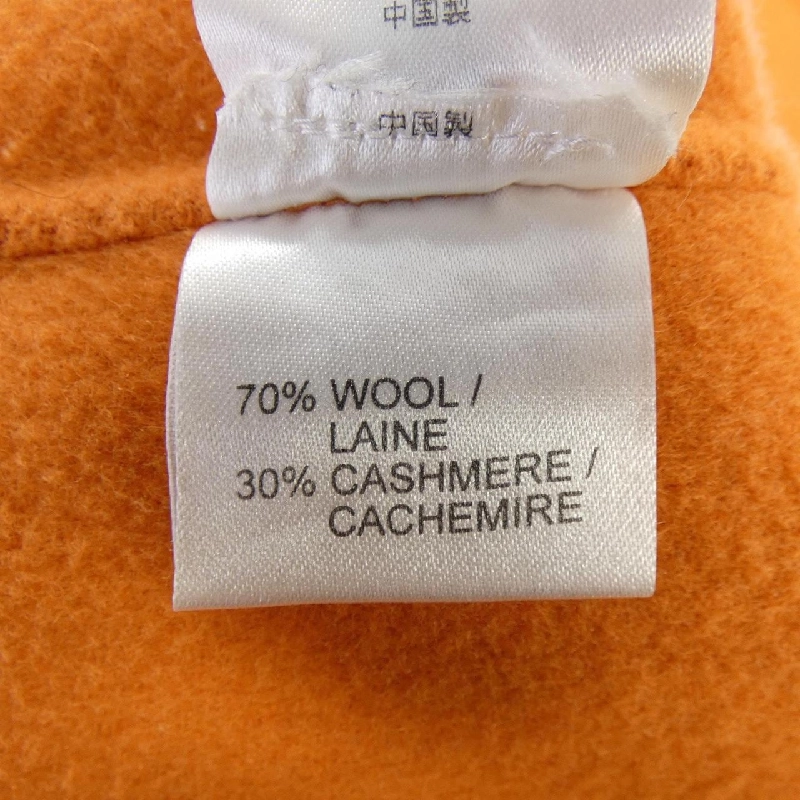 中国製
中国製
70% WOOL /
LAINE
30% CASHMERE /
CACHEMIRE